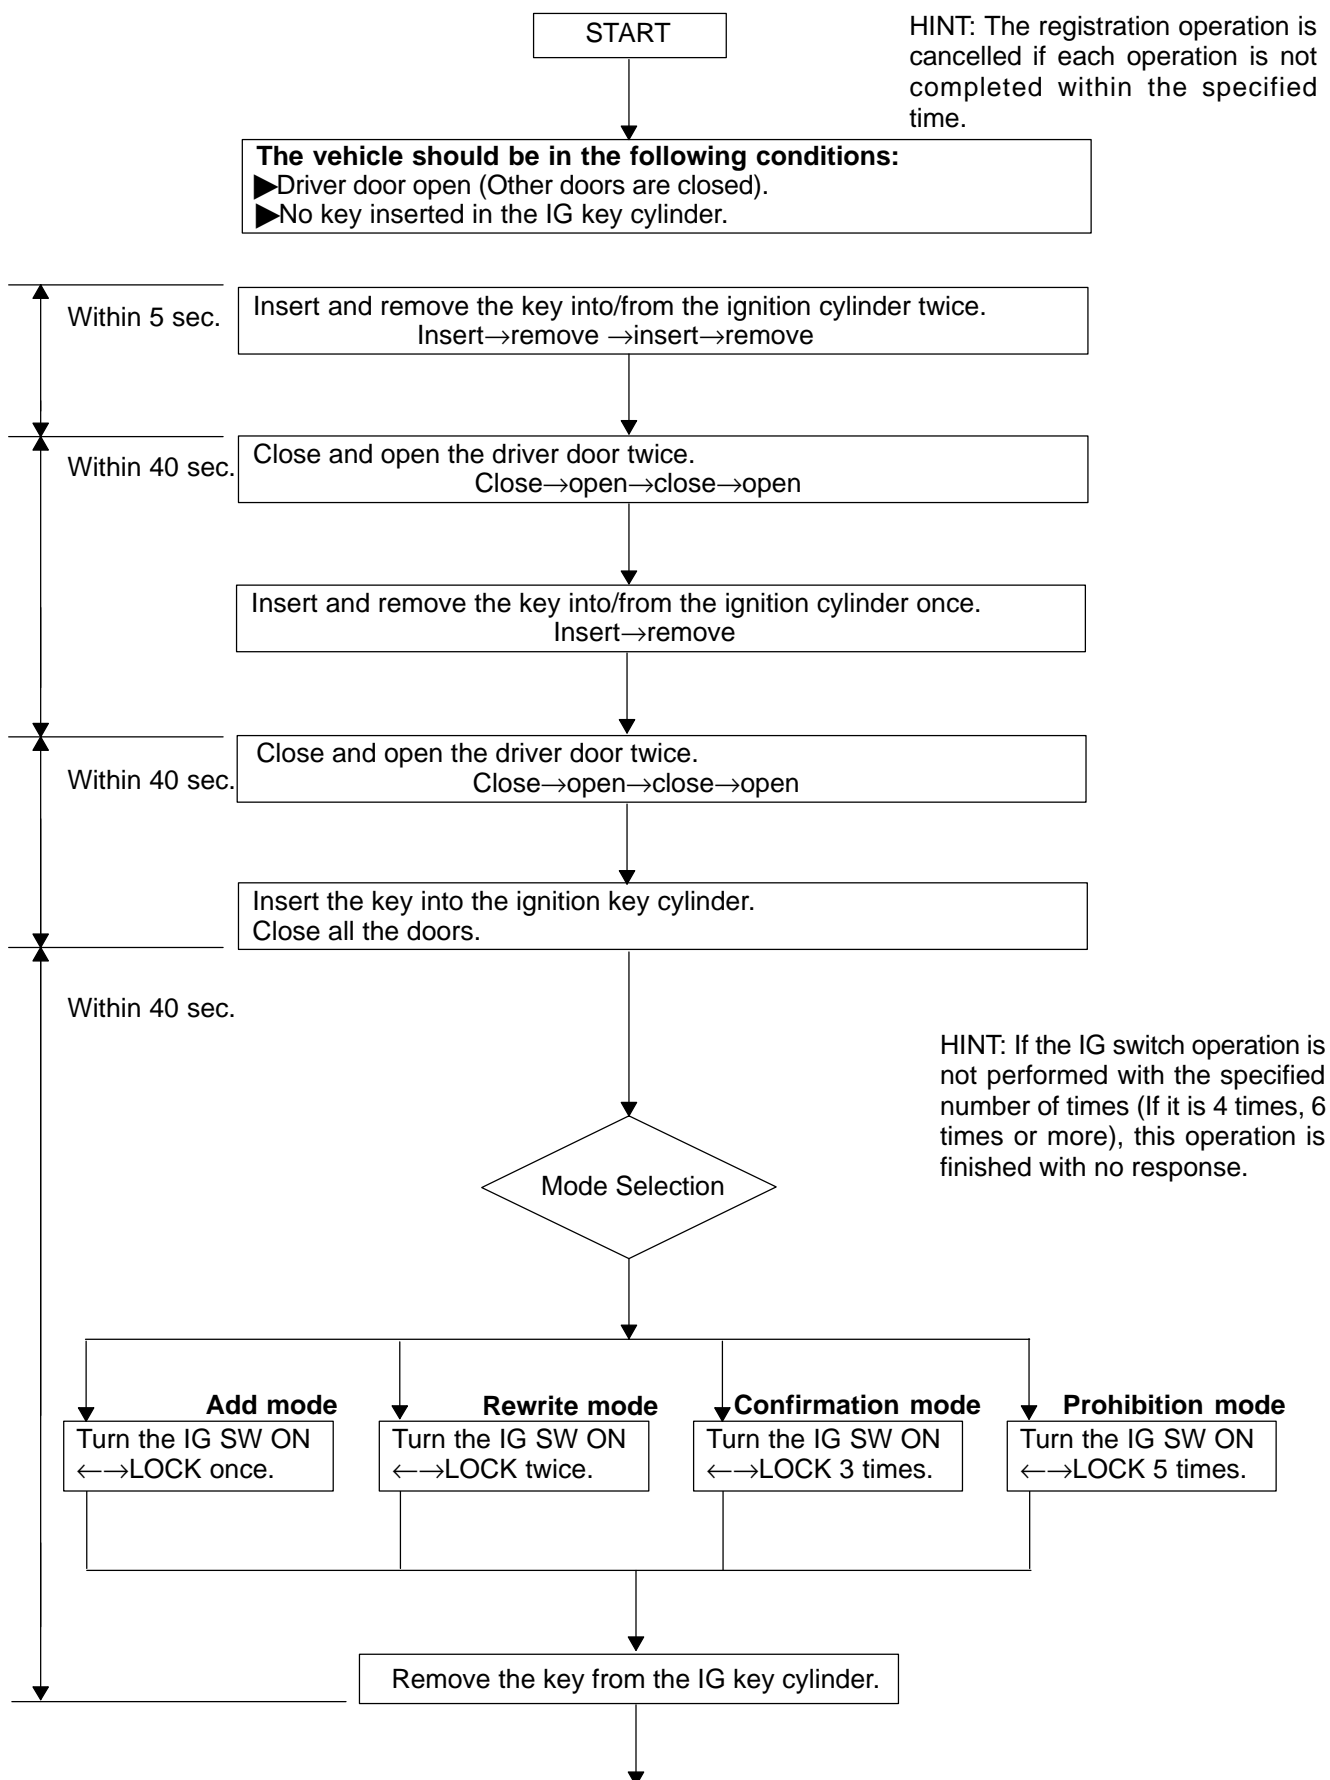 START
HINT: The registration operation is
cancelled if each operation is not
completed within the specified
time.
The vehicle should be in the following conditions:
▶Driver door open (Other doors are closed).
▶No key inserted in the IG key cylinder.
Within 5 sec.
Insert and remove the key into/from the ignition cylinder twice.
Insert→remove →insert→remove
Within 40 sec.
Close and open the driver door twice.
Close→open→close→open
Insert and remove the key into/from the ignition cylinder once.
Insert→remove
Within 40 sec.
Close and open the driver door twice.
Close→open→close→open
Insert the key into the ignition key cylinder.
Close all the doors.
Within 40 sec.
HINT: If the IG switch operation is
not performed with the specified
number of times (If it is 4 times, 6
times or more), this operation is
finished with no response.
Mode Selection
Add mode
Turn the IG SW ON
←→LOCK once.
Rewrite mode
Turn the IG SW ON
←→LOCK twice.
Confirmation mode
Turn the IG SW ON
←→LOCK 3 times.
Prohibition mode
Turn the IG SW ON
←→LOCK 5 times.
Remove the key from the IG key cylinder.